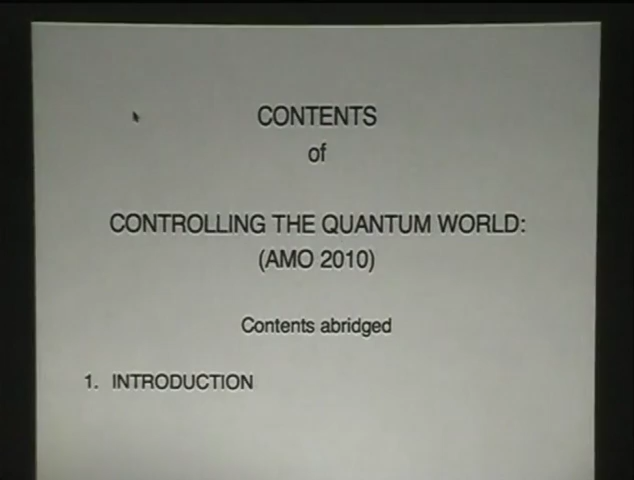 CONTENTS
of
CONTROLLING THE QUANTUM WORLD:
(AMO 2010)
Contents abridged
1. INTRODUCTION